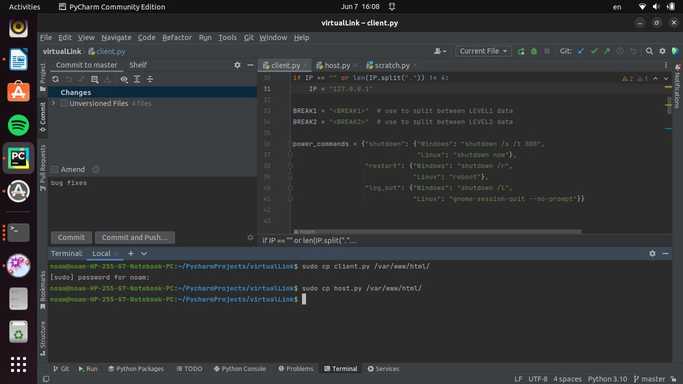 Activities
PyCharm Community Edition
Jun 7 16:08
en
virtualLink – client.py
File Edit View Navigate Code Refactor Run Tools Git Window Help
virtualLink
client.py
Current File
Git:
Project
Commit
Pull Requests
Bookmarks
Structure
Notifications
Commit to master
Shelf
Changes
Unversioned Files 4 files
Amend
bug fixes
Commit
Commit and Push...
client.py
host.py
scratch.py
30 if IP == "" or len(IP.split(".")) != 4:
31 IP = "127.0.0.1"
32
33 BREAK1 = "<BREAK1>" # use to split between LEVEL1 data
34 BREAK2 = "<BREAK2>" # use to split between LEVEL2 data
35
36 power_commands = {"shutdown": {"Windows": "shutdown /s /t 300",
37 "Linux": "shutdown now"},
38 "restart": {"Windows": "shutdown /r",
39 "Linux": "reboot"},
40 "log_out": {"Windows": "shutdown /L",
41 "Linux": "gnome-session-quit --no-prompt"}}
42
43
if IP == "" or len(IP.split("."...
Terminal:
Local
noam@noam-HP-255-G7-Notebook-PC:~/PycharmProjects/virtualLink$ sudo cp client.py /var/www/html/
[sudo] password for noam:
noam@noam-HP-255-G7-Notebook-PC:~/PycharmProjects/virtualLink$ sudo cp host.py /var/www/html/
noam@noam-HP-255-G7-Notebook-PC:~/PycharmProjects/virtualLink$
Git
Run
Python Packages
TODO
Python Console
Problems
Terminal
Services
LF UTF-8 4 spaces Python 3.10 master